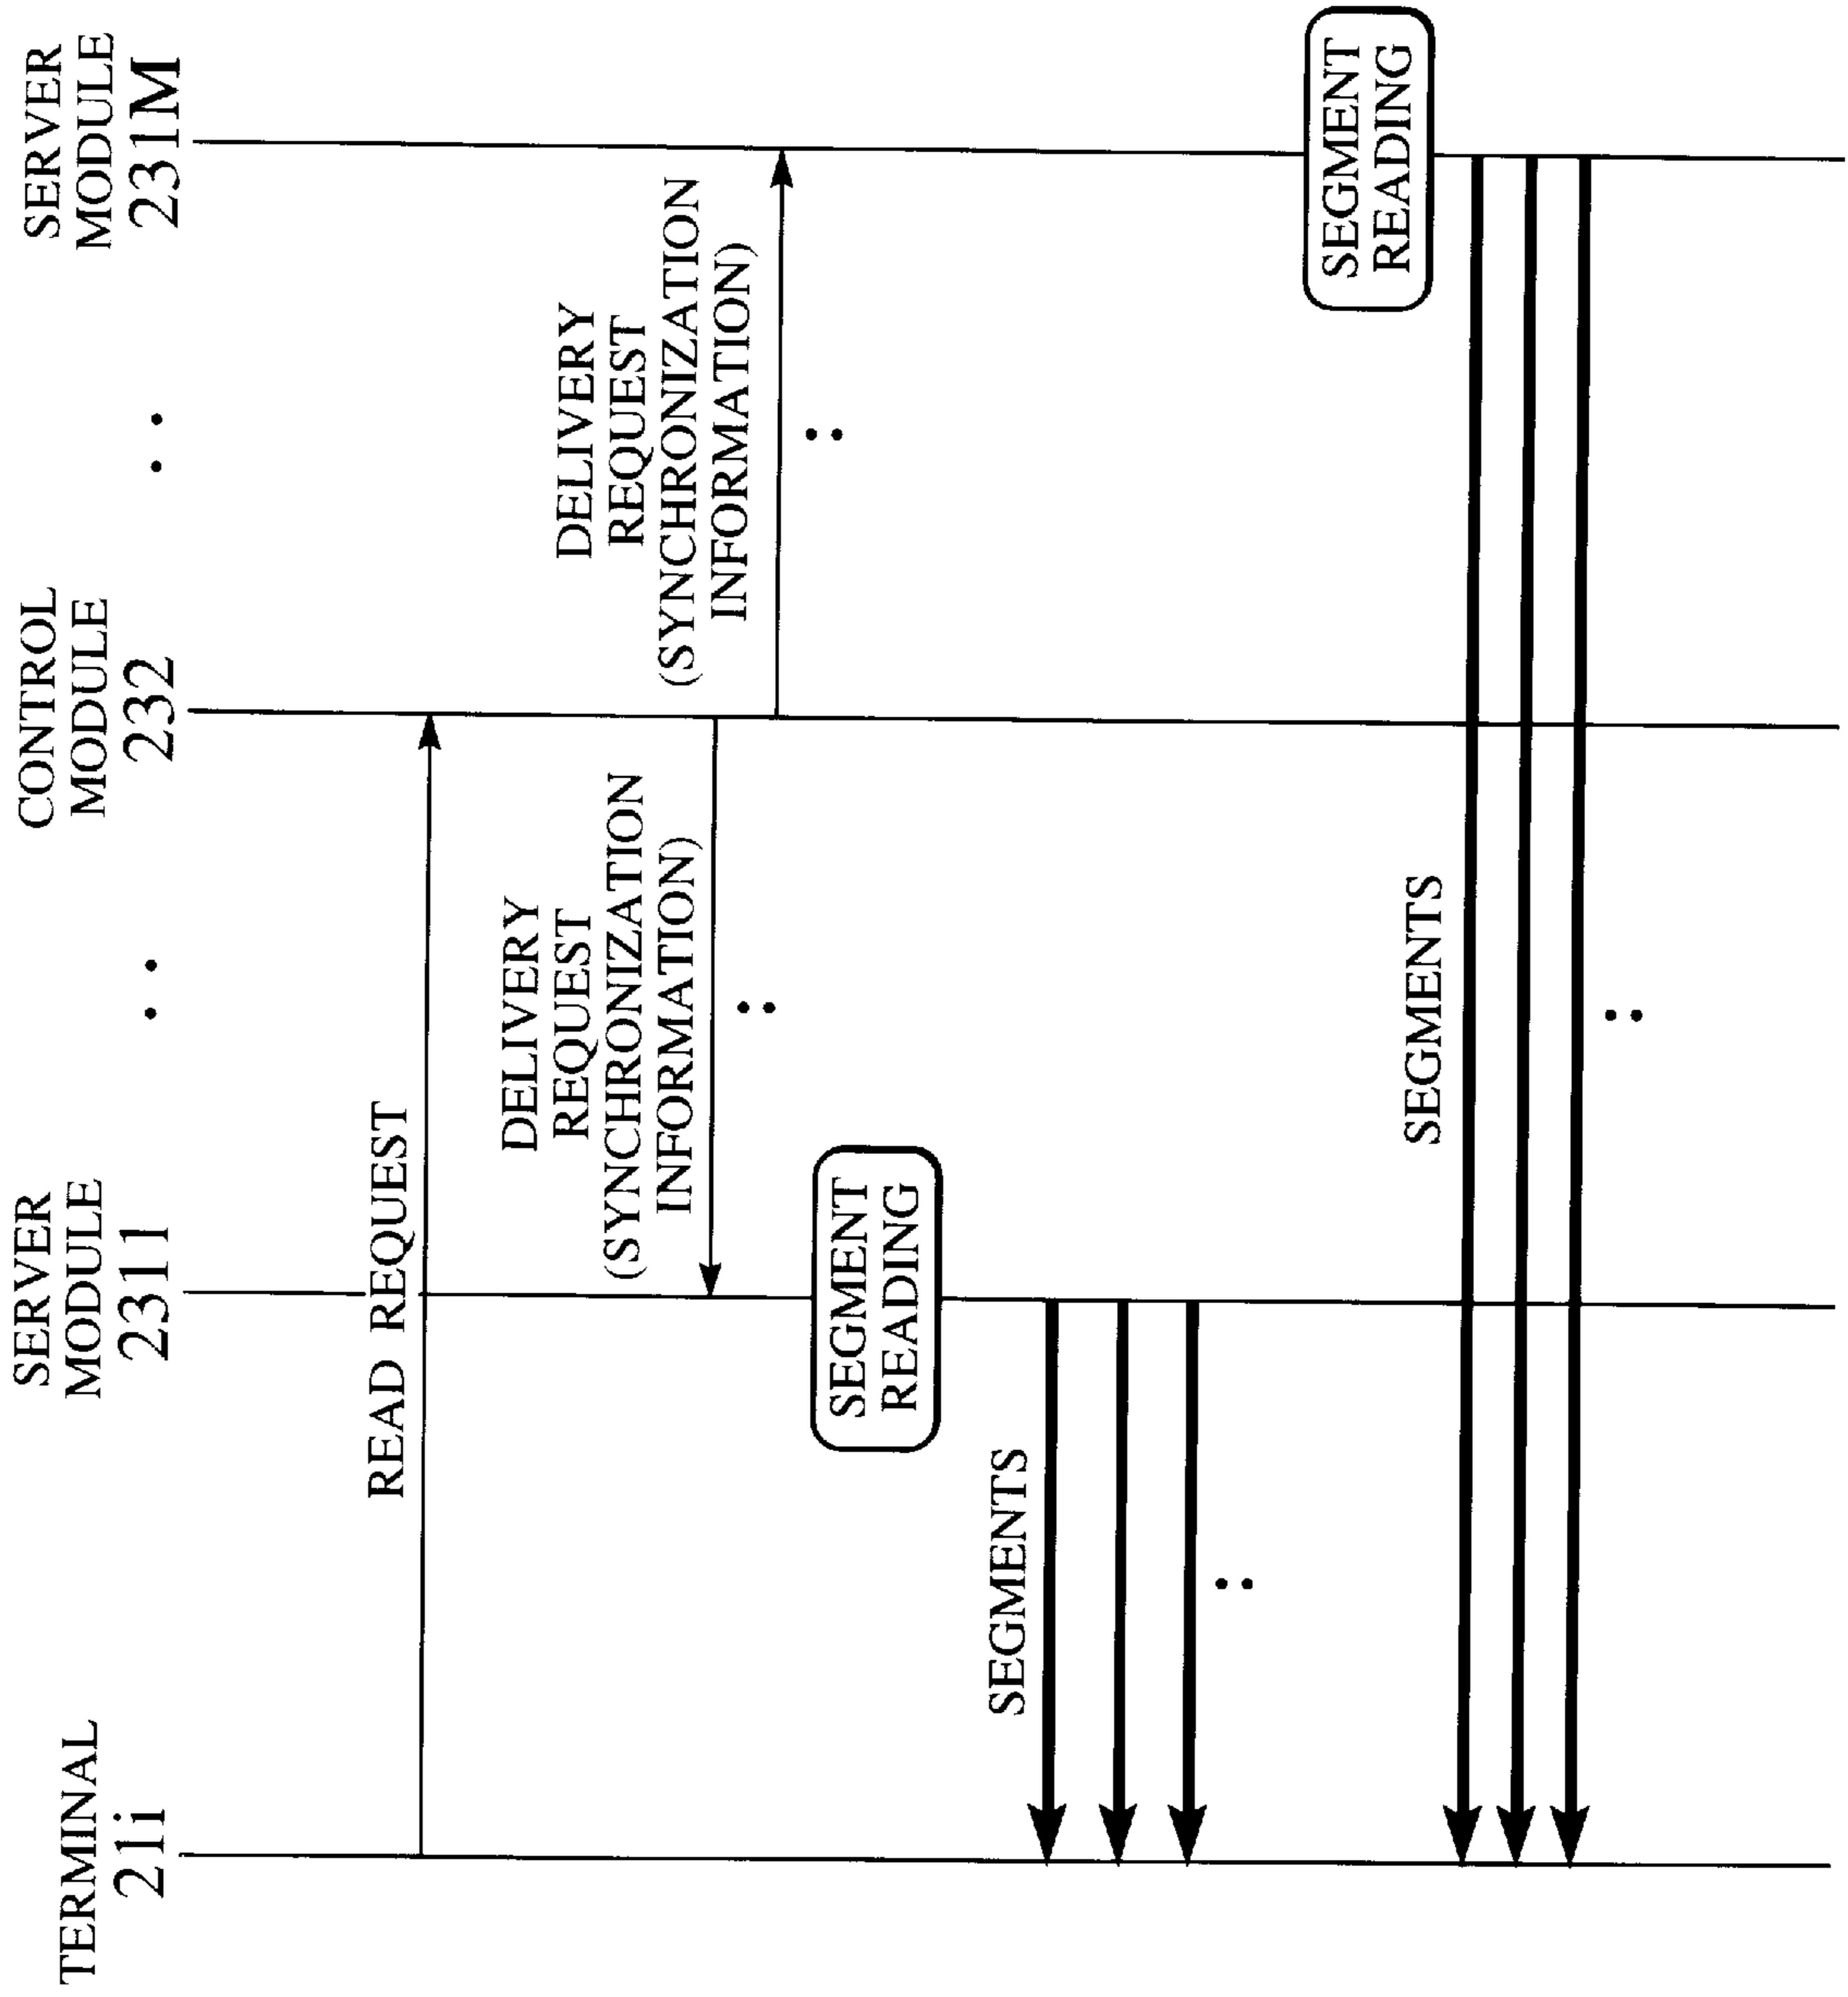 TERMINAL
21i
SERVER
MODULE
2311
CONTROL
MODULE
232
SERVER
MODULE
231M
READ REQUEST
DELIVERY
REQUEST
(SYNCHRONIZATION
INFORMATION)
DELIVERY
REQUEST
(SYNCHRONIZATION
INFORMATION)
SEGMENT
READING
SEGMENTS
SEGMENT
READING
SEGMENTS